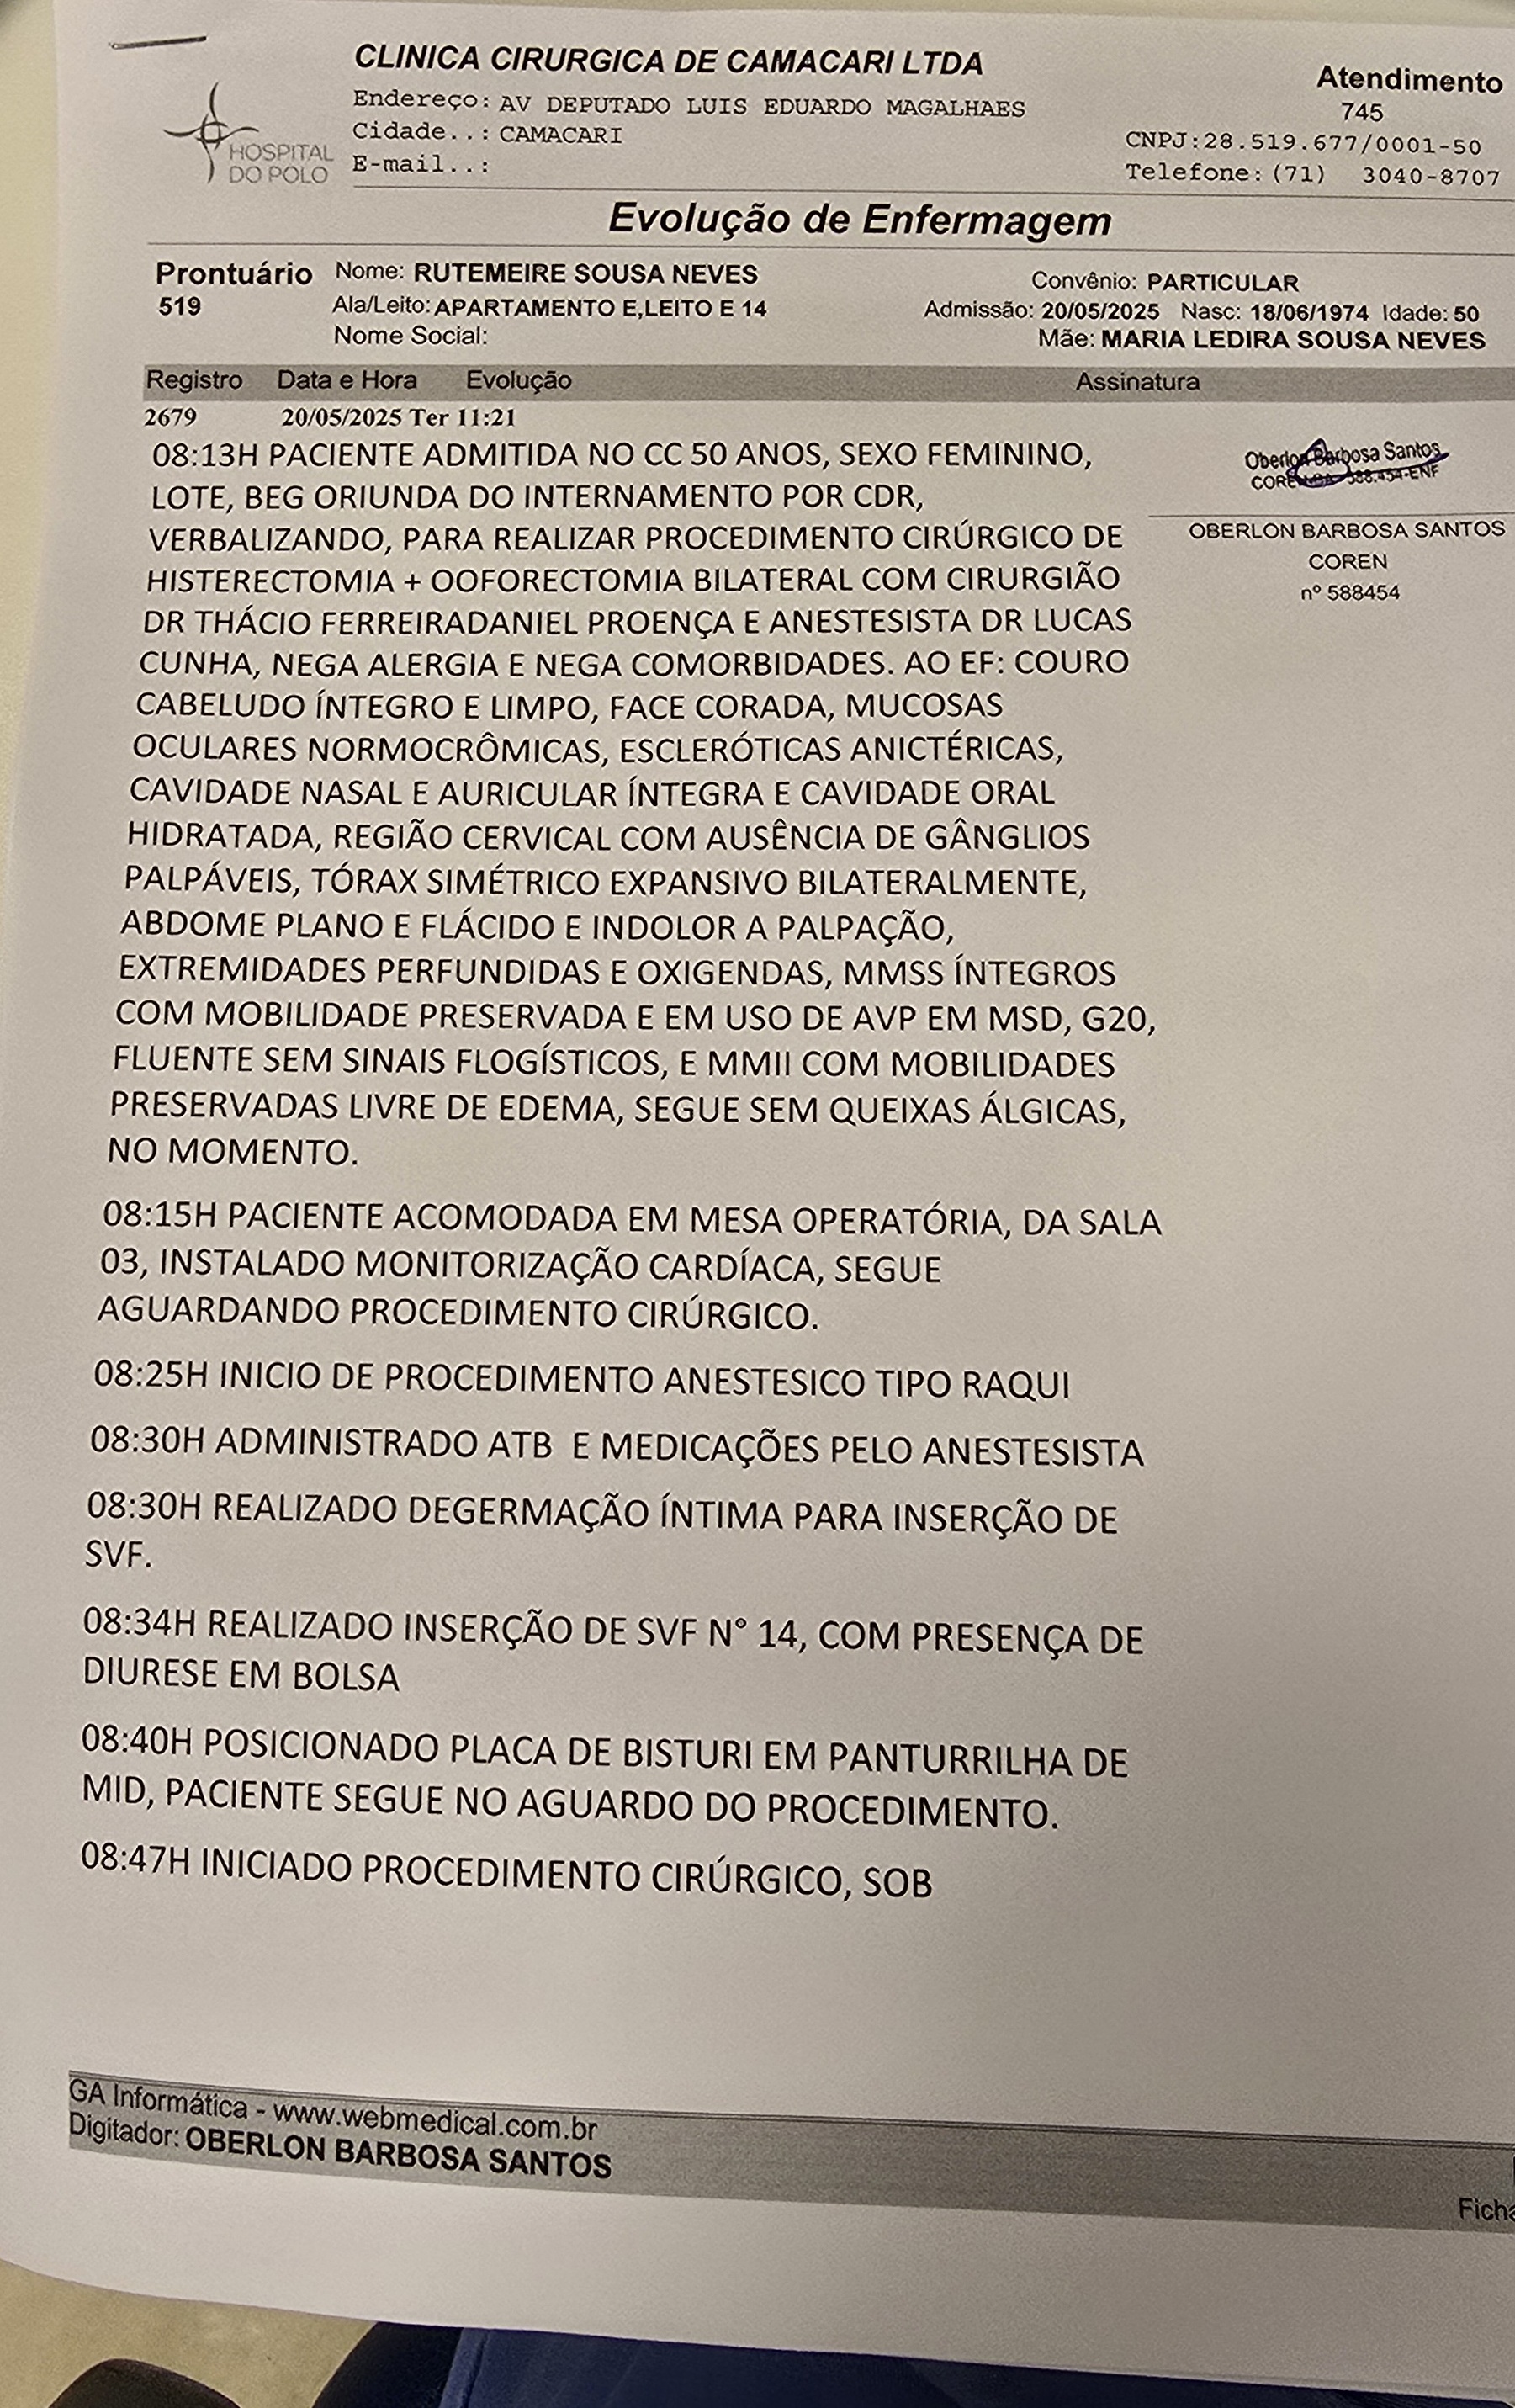 CLINICA CIRURGICA DE CAMACARI LTDA
Endereço: AV DEPUTADO LUIS EDUARDO MAGALHAES
Cidade..: CAMACARI
E-mail..:
HOSPITAL
DO POLO
Atendimento
745
CNPJ:28.519.677/0001-50
Telefone: (71) 3040-8707
Evolução de Enfermagem
Prontuário
519
Nome: RUTEMEIRE SOUSA NEVES
Ala/Leito: APARTAMENTO E,LEITO E 14
Nome Social:
Convênio: PARTICULAR
Admissão: 20/05/2025 Nasc: 18/06/1974 Idade: 50
Mãe: MARIA LEDIRA SOUSA NEVES
Registro Data e Hora Evolução Assinatura
2679 20/05/2025 Ter 11:21
08:13H PACIENTE ADMITIDA NO CC 50 ANOS, SEXO FEMININO,
LOTE, BEG ORIUNDA DO INTERNAMENTO POR CDR,
VERBALIZANDO, PARA REALIZAR PROCEDIMENTO CIRÚRGICO DE
HISTERECTOMIA + OOFORECTOMIA BILATERAL COM CIRURGIÃO
DR THÁCIO FERREIRADANIEL PROENÇA E ANESTESISTA DR LUCAS
CUNHA, NEGA ALERGIA E NEGA COMORBIDADES. AO EF: COURO
CABELUDO ÍNTEGRO E LIMPO, FACE CORADA, MUCOSAS
OCULARES NORMOCRÔMICAS, ESCLERÓTICAS ANICTÉRICAS,
CAVIDADE NASAL E AURICULAR ÍNTEGRA E CAVIDADE ORAL
HIDRATADA, REGIÃO CERVICAL COM AUSÊNCIA DE GÂNGLIOS
PALPÁVEIS, TÓRAX SIMÉTRICO EXPANSIVO BILATERALMENTE,
ABDOME PLANO E FLÁCIDO E INDOLOR A PALPAÇÃO,
EXTREMIDADES PERFUNDIDAS E OXIGENDAS, MMSS ÍNTEGROS
COM MOBILIDADE PRESERVADA E EM USO DE AVP EM MSD, G20,
FLUENTE SEM SINAIS FLOGÍSTICOS, E MMII COM MOBILIDADES
PRESERVADAS LIVRE DE EDEMA, SEGUE SEM QUEIXAS ÁLGICAS,
NO MOMENTO.
08:15H PACIENTE ACOMODADA EM MESA OPERATÓRIA, DA SALA
03, INSTALADO MONITORIZAÇÃO CARDÍACA, SEGUE
AGUARDANDO PROCEDIMENTO CIRÚRGICO.
08:25H INICIO DE PROCEDIMENTO ANESTESICO TIPO RAQUI
08:30H ADMINISTRADO ATB E MEDICAÇÕES PELO ANESTESISTA
08:30H REALIZADO DEGERMAÇÃO ÍNTIMA PARA INSERÇÃO DE
SVF.
08:34H REALIZADO INSERÇÃO DE SVF N° 14, COM PRESENÇA DE
DIURESE EM BOLSA
08:40H POSICIONADO PLACA DE BISTURI EM PANTURRILHA DE
MID, PACIENTE SEGUE NO AGUARDO DO PROCEDIMENTO.
08:47H INICIADO PROCEDIMENTO CIRÚRGICO, SOB
Oberlon Barbosa Santos
588.454-ENF
OBERLON BARBOSA SANTOS
COREN
nº 588454
GA Informática - www.webmedical.com.br
Digitador: OBERLON BARBOSA SANTOS